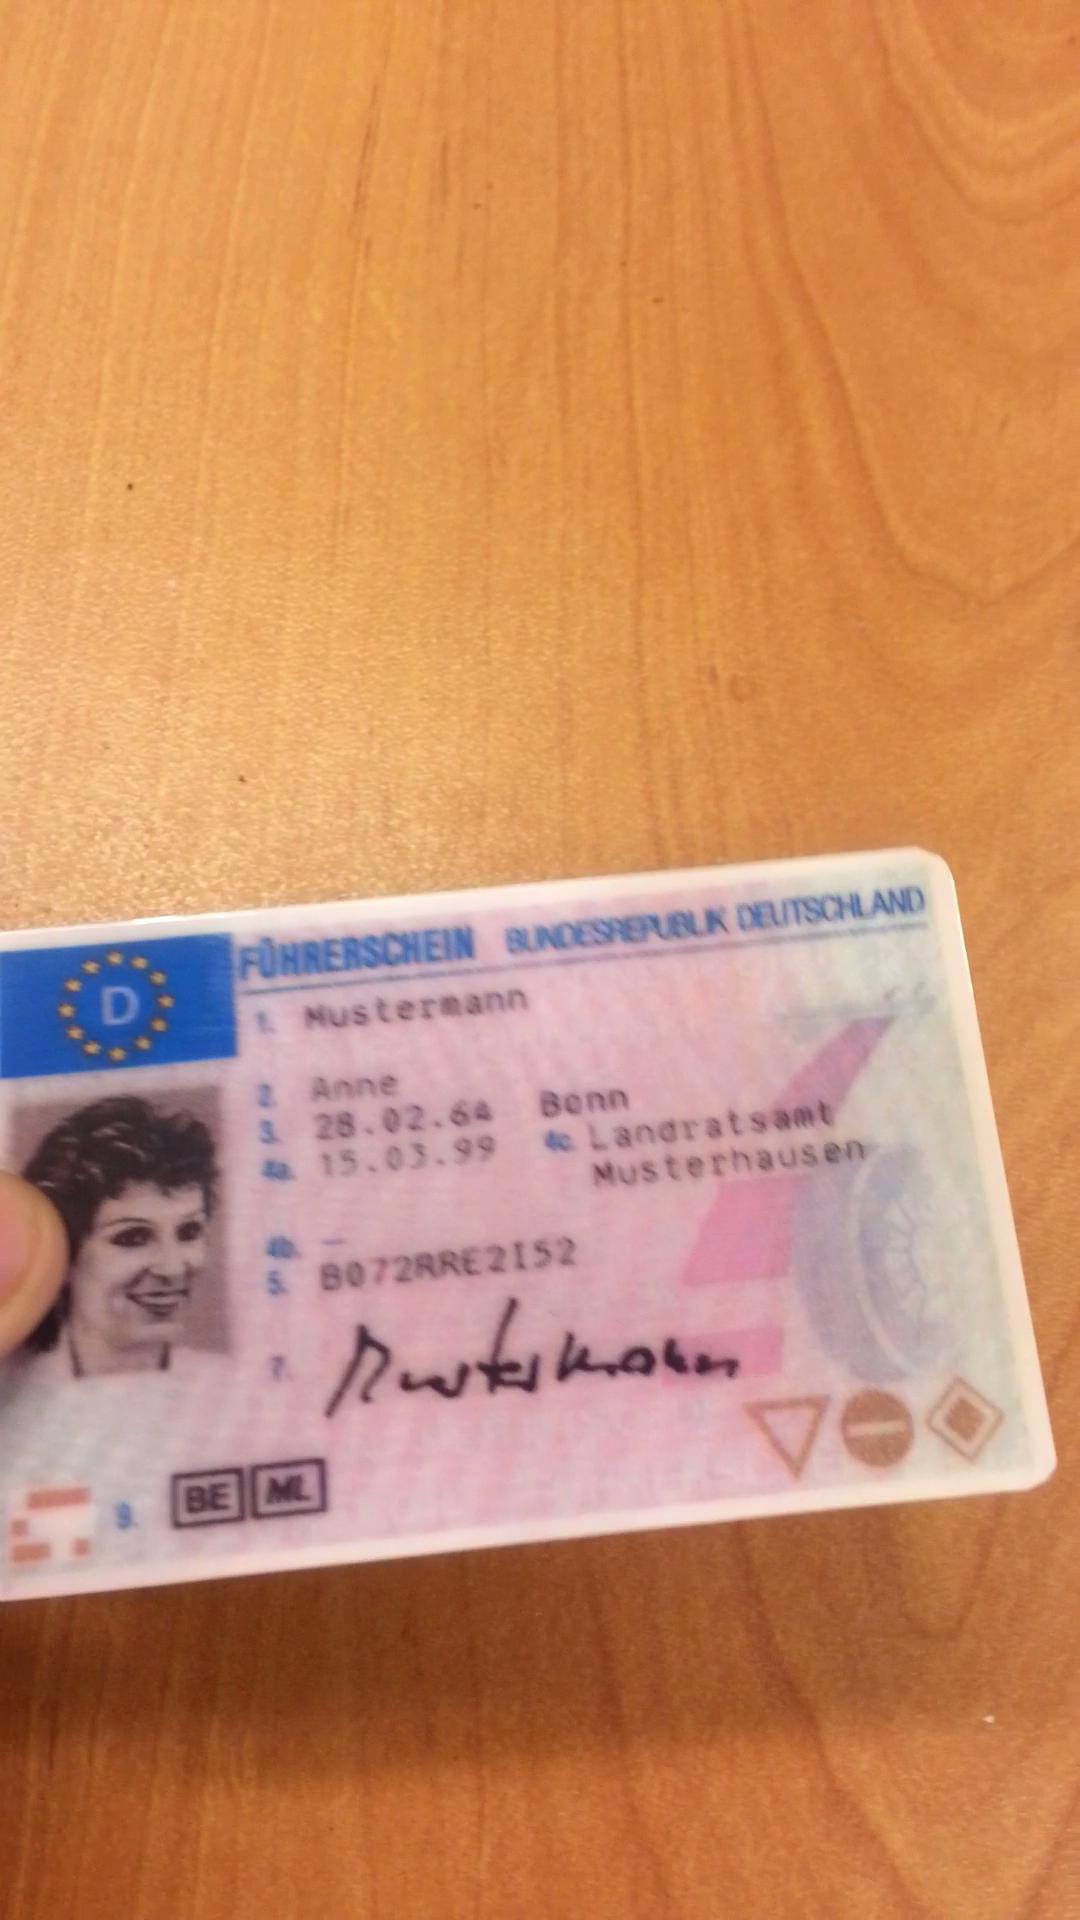 D
FÜHRERSCHEIN BUNDESREPUBLIK DEUTSCHLAND
1. Mustermann
2. Anne
3. 28.02.64 Bonn
4a. 15.03.99 4c. Landratsamt
Musterhausen
4b. –
5. B072RRE2I52
7. Mustermann
9. BE ML